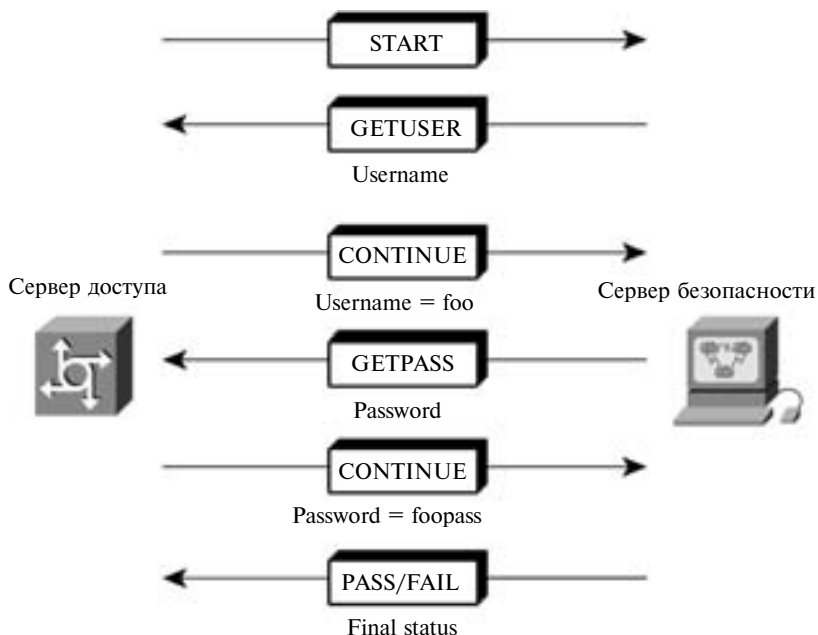 START
GETUSER
Username
CONTINUE
Username = foo
Сервер доступа
Сервер безопасности
GETPASS
Password
CONTINUE
Password = foopass
PASS/FAIL
Final status